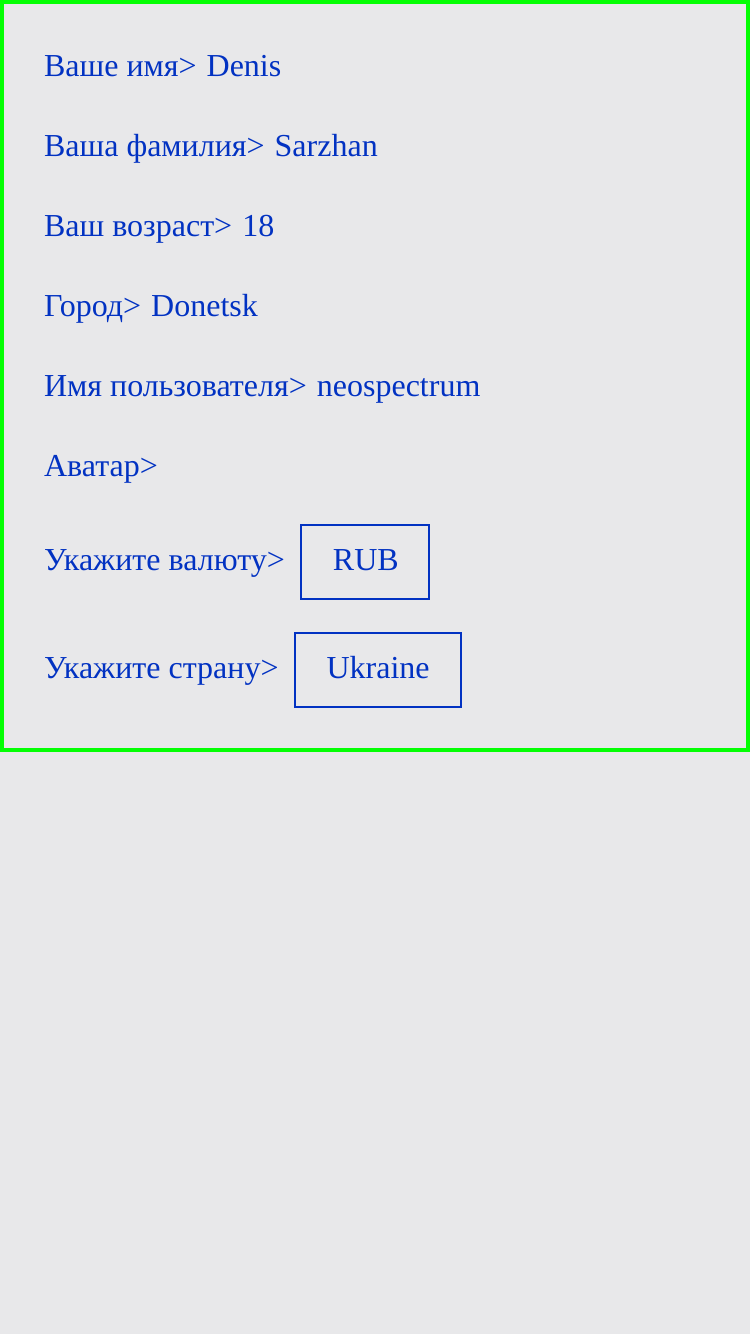 Ваше имя> Denis
Ваша фамилия> Sarzhan
Ваш возраст> 18
Город> Donetsk
Имя пользователя> neospectrum
Аватар>
Укажите валюту> RUB
Укажите страну> Ukraine